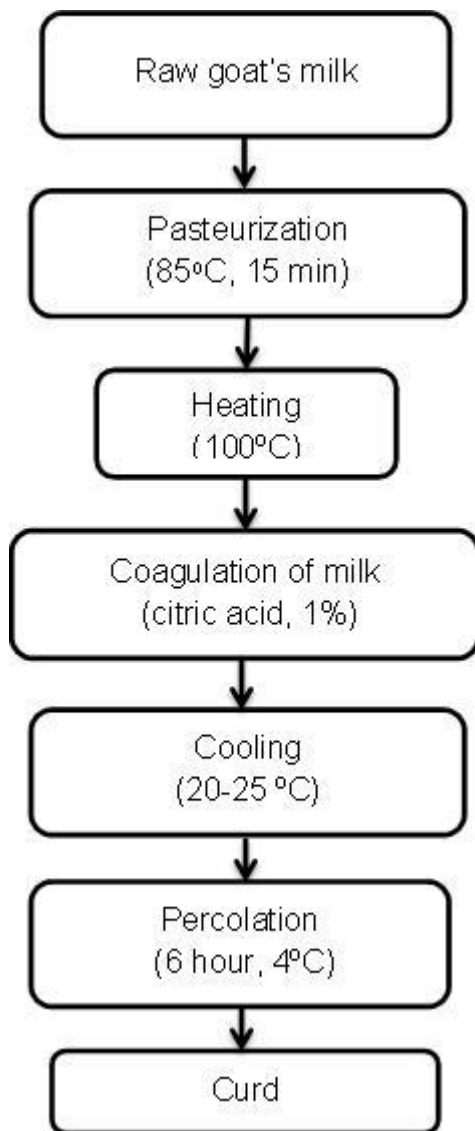 Raw goat's milk
Pasteurization
(85ºC, 15 min)
Heating
(100ºC)
Coagulation of milk
(citric acid, 1%)
Cooling
(20-25 ºC)
Percolation
(6 hour, 4ºC)
Curd